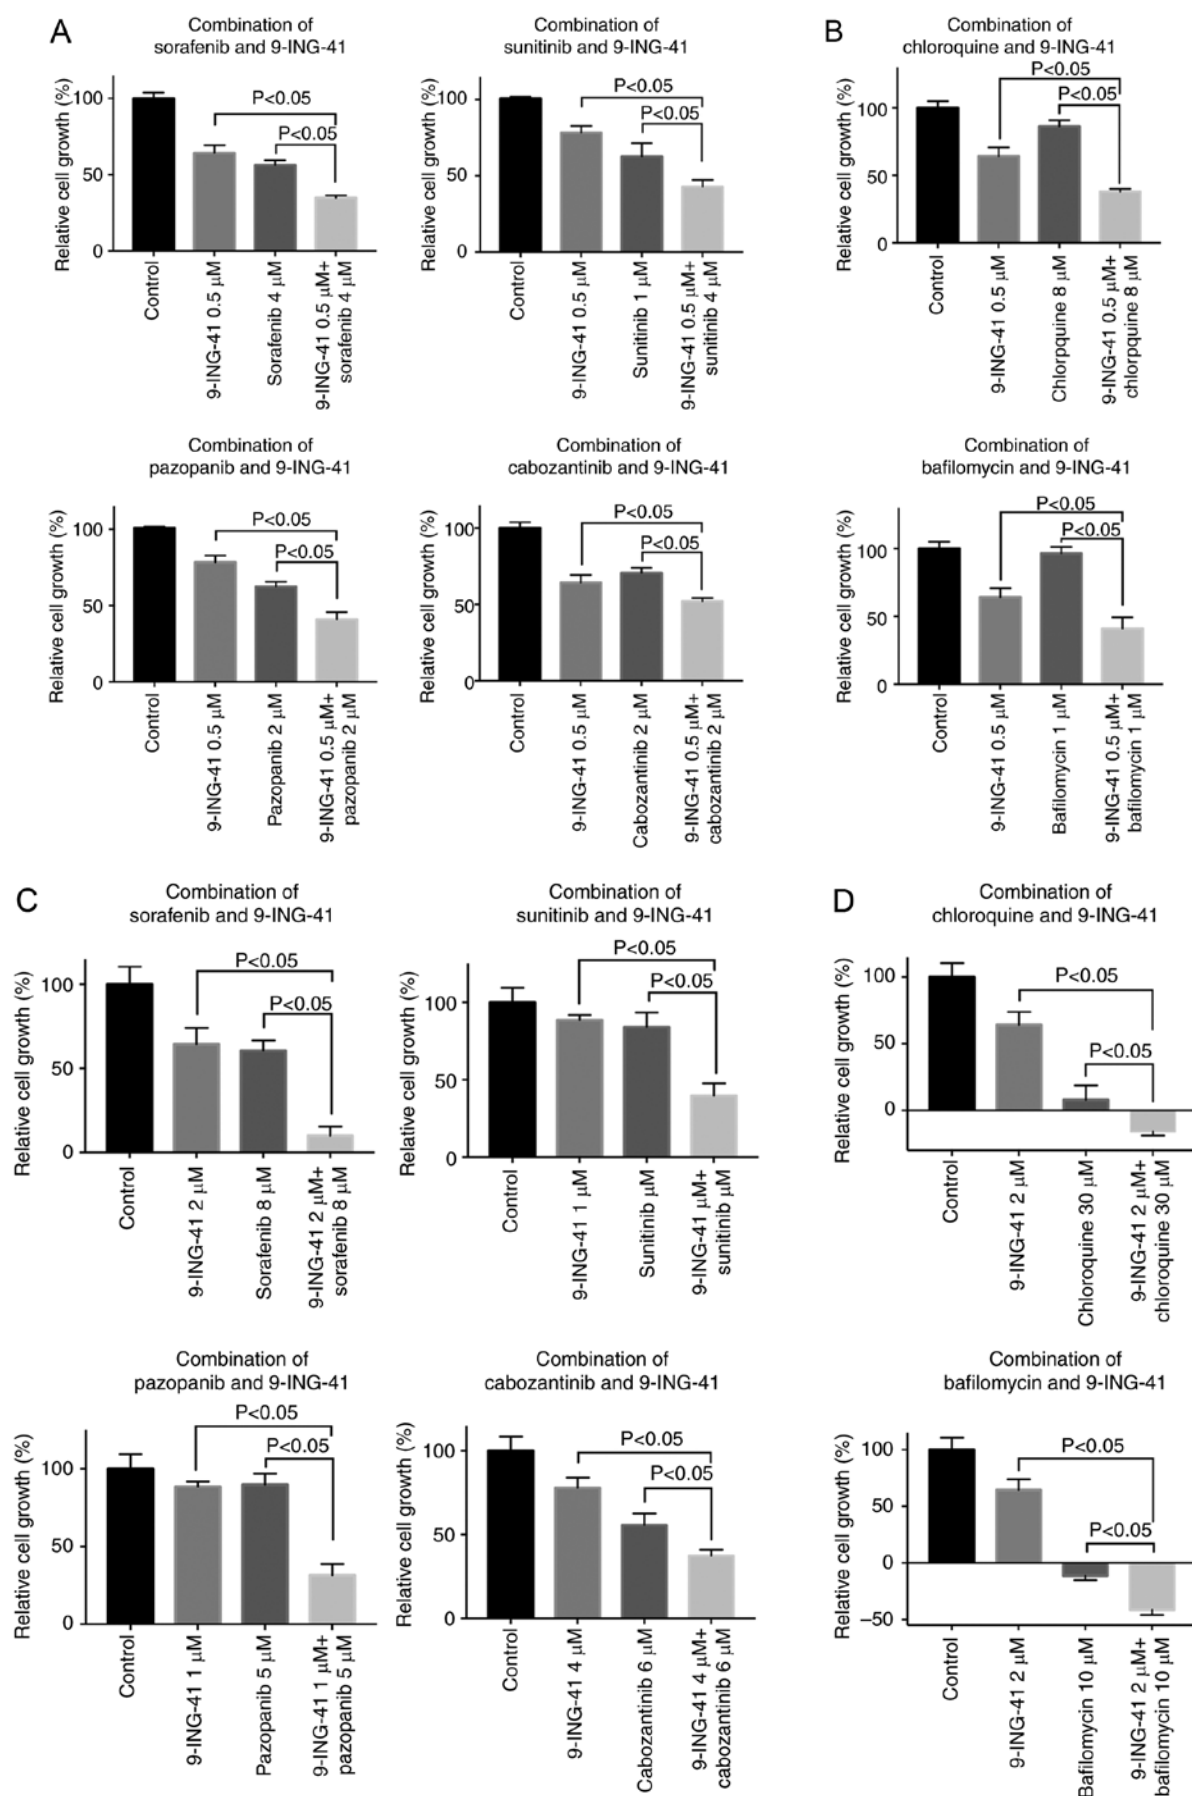 A
Combination of
sorafenib and 9-ING-41
Relative cell growth (%)
100
50
0
P<0.05
P<0.05
Control
9-ING-41 0.5 μM
Sorafenib 4 μM
9-ING-41 0.5 μM+
sorafenib 4 μM
Combination of
sunitinib and 9-ING-41
Relative cell growth (%)
100
50
0
P<0.05
P<0.05
Control
9-ING-41 0.5 μM
Sunitinib 1 μM
9-ING-41 0.5 μM+
sunitinib 4 μM
B
Combination of
chloroquine and 9-ING-41
Relative cell growth (%)
100
50
0
P<0.05
P<0.05
Control
9-ING-41 0.5 μM
Chlorpquine 8 μM
9-ING-41 0.5 μM+
chlorpquine 8 μM
Combination of
pazopanib and 9-ING-41
Relative cell growth (%)
100
50
0
P<0.05
P<0.05
Control
9-ING-41 0.5 μM
Pazopanib 2 μM
9-ING-41 0.5 μM+
pazopanib 2 μM
Combination of
cabozantinib and 9-ING-41
Relative cell growth (%)
100
50
0
P<0.05
P<0.05
Control
9-ING-41 0.5 μM
Cabozantinib 2 μM
9-ING-41 0.5 μM+
cabozantinib 2 μM
Combination of
bafilomycin and 9-ING-41
Relative cell growth (%)
100
50
0
P<0.05
P<0.05
Control
9-ING-41 0.5 μM
Bafilomycin 1 μM
9-ING-41 0.5 μM+
bafilomycin 1 μM
C
Combination of
sorafenib and 9-ING-41
Relative cell growth (%)
100
50
0
P<0.05
P<0.05
Control
9-ING-41 2 μM
Sorafenib 8 μM
9-ING-41 2 μM+
sorafenib 8 μM
Combination of
sunitinib and 9-ING-41
Relative cell growth (%)
100
50
0
P<0.05
P<0.05
Control
9-ING-41 1 μM
Sunitinib μM
9-ING-41 μM+
sunitinib μM
D
Combination of
chloroquine and 9-ING-41
Relative cell growth (%)
100
50
0
P<0.05
P<0.05
Control
9-ING-41 2 μM
Chloroquine 30 μM
9-ING-41 2 μM+
chloroquine 30 μM
Combination of
pazopanib and 9-ING-41
Relative cell growth (%)
100
50
0
P<0.05
P<0.05
Control
9-ING-41 1 μM
Pazopanib 5 μM
9-ING-41 1 μM+
pazopanib 5 μM
Combination of
cabozantinib and 9-ING-41
Relative cell growth (%)
100
50
0
P<0.05
P<0.05
Control
9-ING-41 4 μM
Cabozantinib 6 μM
9-ING-41 4 μM+
cabozantinib 6 μM
Combination of
bafilomycin and 9-ING-41
Relative cell growth (%)
100
50
0
–50
P<0.05
P<0.05
Control
9-ING-41 2 μM
Bafilomycin 10 μM
9-ING-41 2 μM+
bafilomycin 10 μM